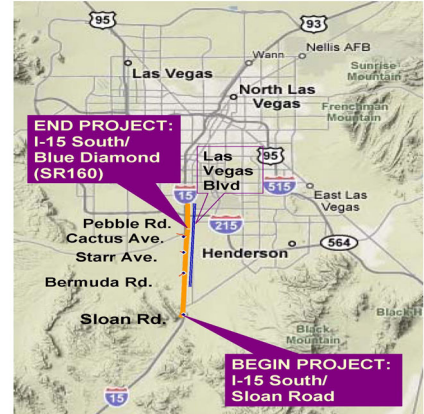 95
93
Wann
Nellis AFB
Las Vegas
Sunrise
Mountain
North Las
Vegas
Frenchman
Mountain
END PROJECT:
I-15 South/
Blue Diamond
(SR160)
Las
Vegas
Blvd
95
15
515
East Las
Vegas
Pebble Rd.
Cactus Ave.
215
Starr Ave.
Henderson
564
Bermuda Rd.
Sloan Rd.
Black H
Black
Mountain
BEGIN PROJECT:
I-15 South/
Sloan Road
15